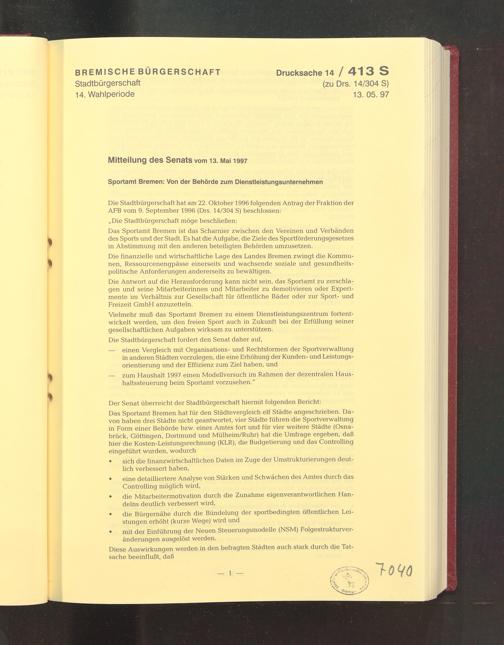 BREMISCHE BÜRGERSCHAFT
Stadtbürgerschaft
14. Wahlperiode
Drucksache 14 / 413 S
(zu Drs. 14/304 S)
13. 05. 97
Mitteilung des Senats vom 13. Mai 1997
Sportamt Bremen: Von der Behörde zum Dienstleistungsunternehmen
Die Stadtbürgerschaft hat am 22. Oktober 1996 folgenden Antrag der Fraktion der
AFB vom 9. September 1996 (Drs. 14/304 S) beschlossen:
„Die Stadtbürgerschaft möge beschließen:
Das Sportamt Bremen ist das Scharnier zwischen den Vereinen und Verbänden
des Sports und der Stadt. Es hat die Aufgabe, die Ziele des Sportförderungsgesetzes
in Abstimmung mit den anderen beteiligten Behörden umzusetzen.
Die finanzielle und wirtschaftliche Lage des Landes Bremen zwingt die Kommu-
nen, Ressourcenengpässe einerseits und wachsende soziale und gesundheits-
politische Anforderungen andererseits zu bewältigen.
Die Antwort auf die Herausforderung kann nicht sein, das Sportamt zu zerschla-
gen und seine Mitarbeiterinnen und Mitarbeiter zu demotivieren oder Experi-
mente im Verhältnis zur Gesellschaft für öffentliche Bäder oder zur Sport- und
Freizeit GmbH anzuzetteln.
Vielmehr muß das Sportamt Bremen zu einem Dienstleistungszentrum fortent-
wickelt werden, um den freien Sport auch in Zukunft bei der Erfüllung seiner
gesellschaftlichen Aufgaben wirksam zu unterstützen.
Die Stadtbürgerschaft fordert den Senat daher auf,
— einen Vergleich mit Organisations- und Rechtsformen der Sportverwaltung
in anderen Städten vorzulegen, die eine Erhöhung der Kunden- und Leistungs-
orientierung und der Effizienz zum Ziel haben, und
— zum Haushalt 1997 einen Modellversuch im Rahmen der dezentralen Haus-
haltssteuerung beim Sportamt vorzusehen."
Der Senat überreicht der Stadtbürgerschaft hiermit folgenden Bericht:
Das Sportamt Bremen hat für den Städtevergleich elf Städte angeschrieben. Da-
von haben drei Städte nicht geantwortet, vier Städte führen die Sportverwaltung
in Form einer Behörde bzw. eines Amtes fort und für vier weitere Städte (Osna-
brück, Göttingen, Dortmund und Mülheim/Ruhr) hat die Umfrage ergeben, daß
hier die Kosten-Leistungsrechnung (KLR), die Budgetierung und das Controlling
eingeführt wurden, wodurch
• sich die finanzwirtschaftlichen Daten im Zuge der Umstrukturierungen deut-
lich verbessert haben,
• eine detailliertere Analyse von Stärken und Schwächen des Amtes durch das
Controlling möglich wird,
• die Mitarbeitermotivation durch die Zunahme eigenverantwortlichen Han-
delns deutlich verbessert wird,
• die Bürgernähe durch die Bündelung der sportbedingten öffentlichen Lei-
stungen erhöht (kurze Wege) wird und
• mit der Einführung der Neuen Steuerungsmodelle (NSM) Folgestrukturver-
änderungen ausgelöst werden.
Diese Auswirkungen werden in den befragten Städten auch stark durch die Tat-
sache beeinflußt, daß
— 1 —
7040